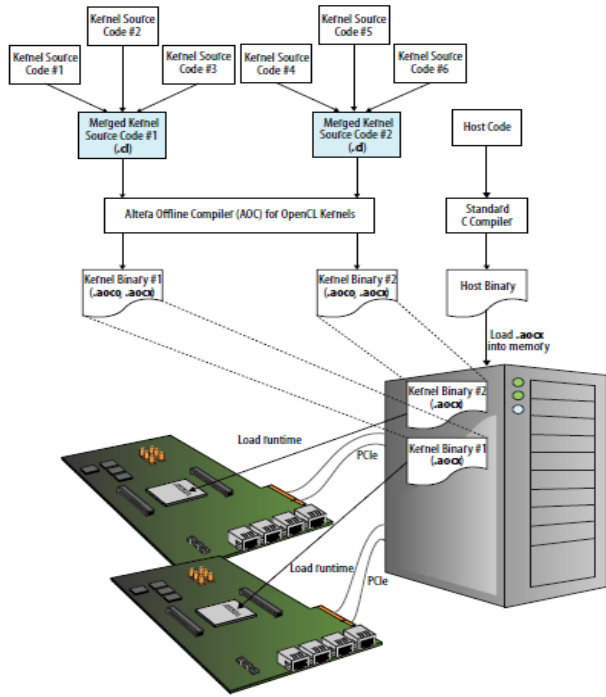 Kernel Source
Code #2
Kernel Source
Code #5
Kernel Source
Code #1
Kernel Source
Code #3
Kernel Source
Code #4
Kernel Source
Code #6
Merged Kernel
Source Code #1
(.cl)
Merged Kernel
Source Code #2
(.cl)
Host Code
Altera Offline Compiler (AOC) for OpenCL Kernels
Standard
C Compiler
Kernel Binary #1
(.aoco, .aocx)
Kernel Binary #2
(.aoco, .aocx)
Host Binary
Load .aocx
into memory
Kernel Binary #2
(.aocx)
Kernel Binary #1
(.aocx)
Load runtime
PCIe
Load runtime
PCIe